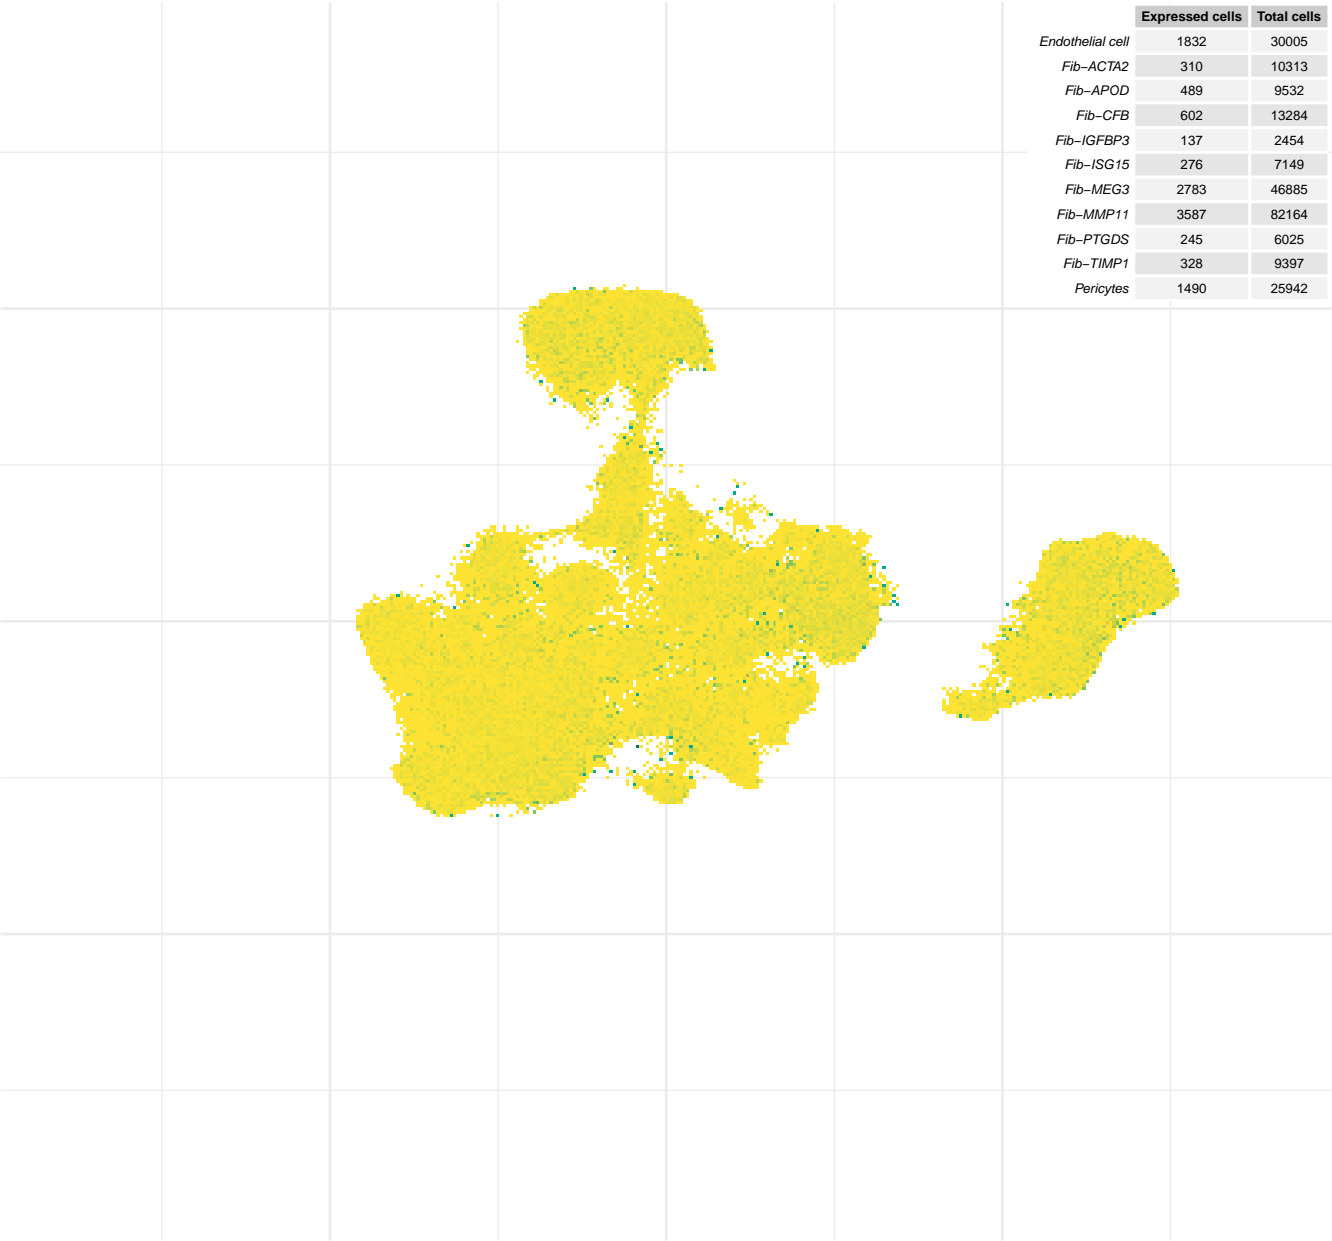 Expressed cells Total cells
Endothelial cell 1832 30005
Fib−ACTA2 310 10313
Fib−APOD 489 9532
Fib−CFB 602 13284
Fib−IGFBP3 137 2454
Fib−ISG15 276 7149
Fib−MEG3 2783 46885
Fib−MMP11 3587 82164
Fib−PTGDS 245 6025
Fib−TIMP1 328 9397
Pericytes 1490 25942